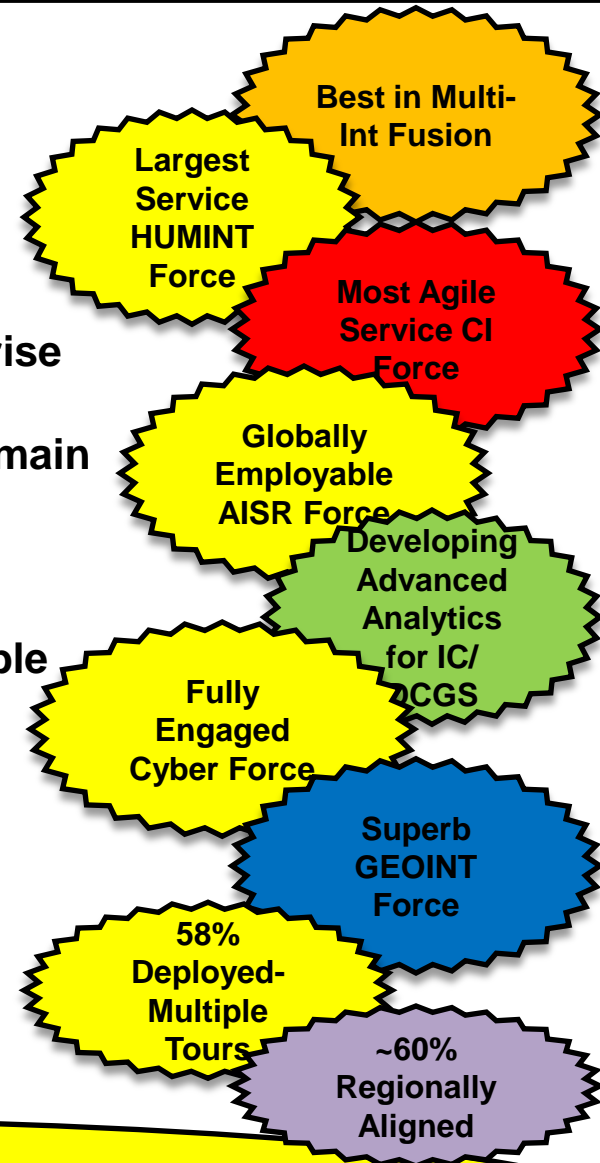 Best in Multi-
Int Fusion
Largest
Service
HUMINT
Force
Most Agile
Service CI
Force
main
Globally
Employable
AISR Force
Developing
Advanced
Analytics
for IC/
DCGS
Fully
Engaged
Cyber Force
Superb
GEOINT
Force
58%
Deployed-
Multiple
Tours
~60%
Regionally
Aligned